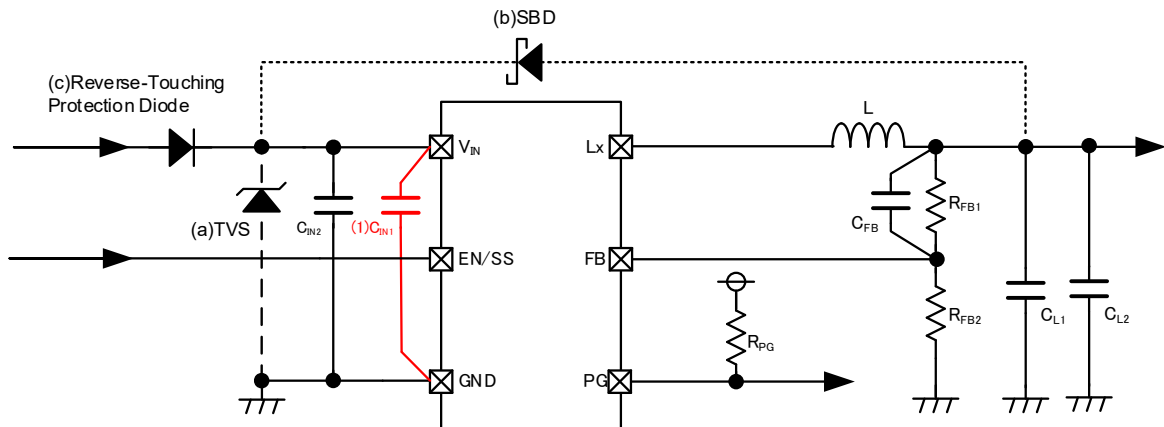 (b)SBD
(c)Reverse-Touching
Protection Diode
L
VIN
Lx
CFB
RFB1
(a)TVS
CIN2
(1)CIN1
EN/SS
FB
RFB2
CL1
CL2
RPG
GND
PG